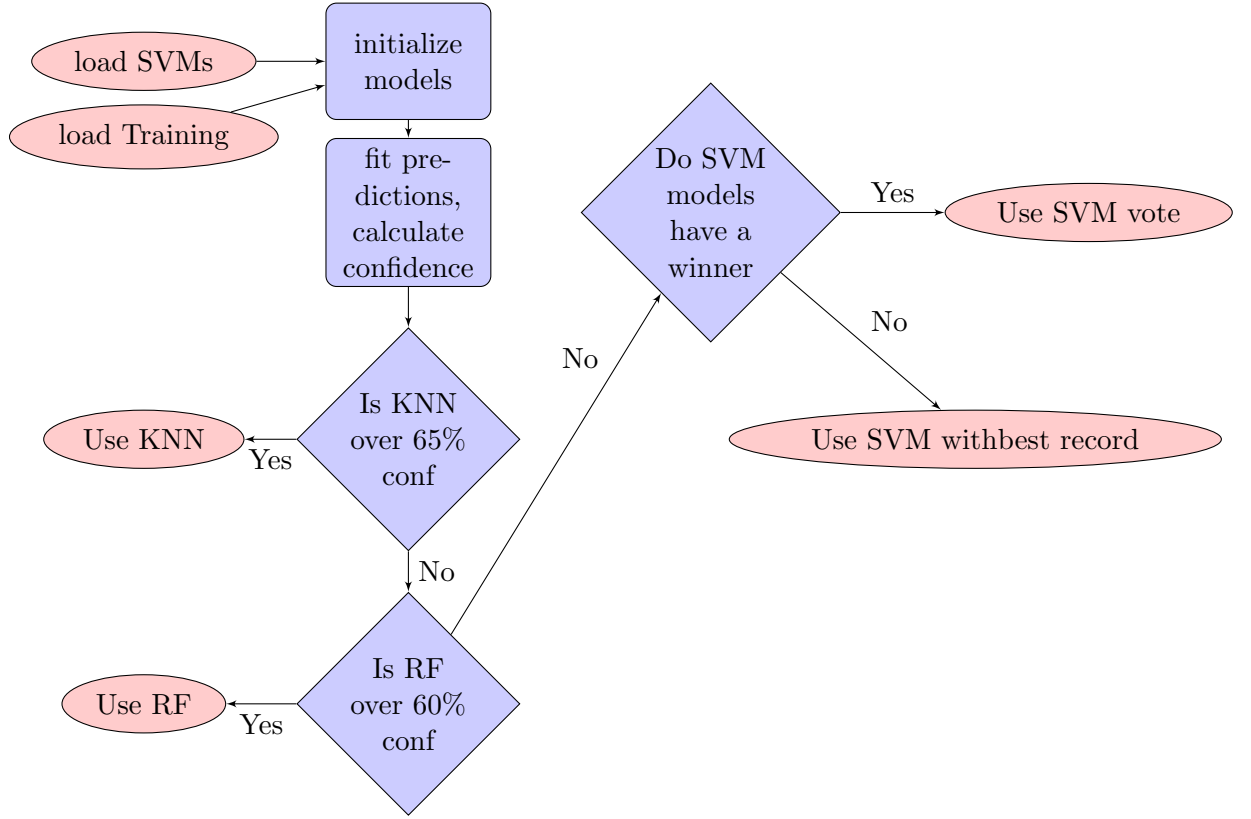 load SVMs
load Training
initialize
models
fit pre-
dictions,
calculate
confidence
Is KNN
over 65%
conf
Yes
Use KNN
No
Is RF
over 60%
conf
Yes
Use RF
No
Do SVM
models
have a
winner
Yes
Use SVM vote
No
Use SVM withbest record